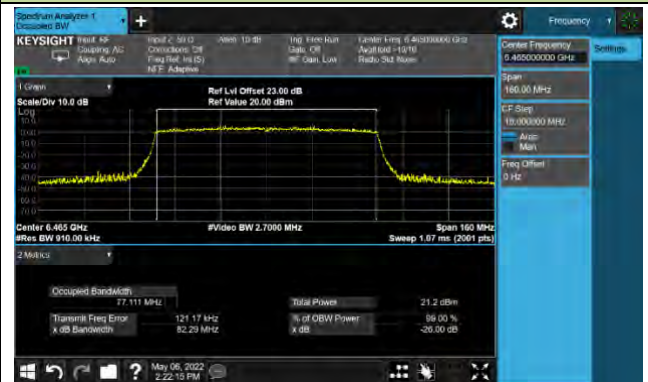 Spectrum Analyzer 1
Occupied BW
Frequency
KEYSIGHT Input: RF
Coupling: AC
Align: Auto
Input Z: 50 Ω
Corrections: Off
Freq Ref: Int (S)
NFE: Adaptive
Atten: 10 dB
Trig: Free Run
Gate: Off
#IF Gain: Low
Center Freq: 6.465000000 GHz
Avg|Hold: >10/10
Radio Std: None
Center Frequency
6.465000000 GHz
Settings
Span
160.00 MHz
CF Step
16.000000 MHz
Auto
Man
Freq Offset
0 Hz
1 Graph
Scale/Div 10.0 dB
Ref Lvl Offset 23.00 dB
Ref Value 20.00 dBm
Log
Center 6.465 GHz
#Res BW 910.00 kHz
#Video BW 2.7000 MHz
Span 160 MHz
Sweep 1.07 ms (2001 pts)
2 Metrics
Occupied Bandwidth
77.111 MHz
Total Power 21.2 dBm
Transmit Freq Error 121.17 kHz
% of OBW Power 99.00 %
x dB Bandwidth 82.29 MHz
x dB -26.00 dB
?
May 06, 2022
2:22:15 PM